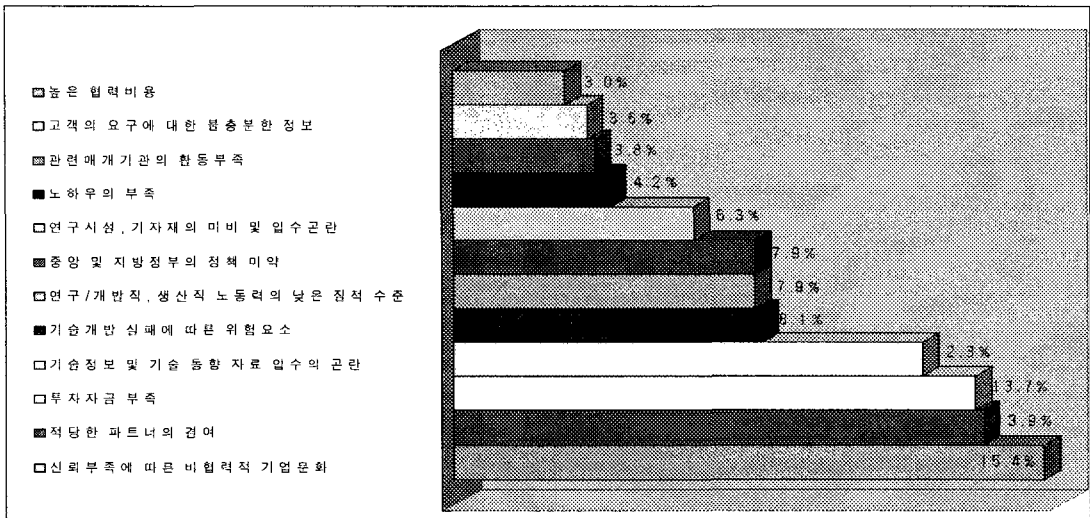 높은 협력비용
고객의 요구에 대한 불충분한 정보
관련매개기관의 활동부족
노하우의 부족
연구시설, 기자재의 미비 및 입수곤란
중앙 및 지방정부의 정책 미약
연구/개발직, 생산직 노동력의 낮은 질적 수준
기술개발 실패에 따른 위험요소
기술정보 및 기술 동향 자료 입수의 곤란
투자자금 부족
적당한 파트너의 결여
신뢰부족에 따른 비협력적 기업문화
3.0%
3.6%
3.8%
4.2%
6.3%
7.9%
7.9%
8.1%
2.3%
13.7%
3.9%
15.4%